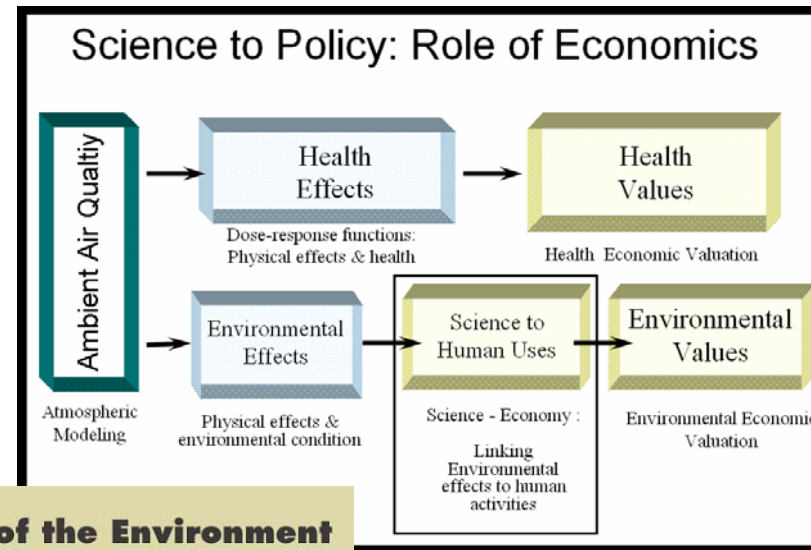 Science to Policy: Role of Economics
Ambient Air Qualtiy
Health
Effects
Health
Values
Dose-response functions:
Physical effects & health
Health Economic Valuation
Environmental
Effects
Science to
Human Uses
Environmental
Values
Atmospheric
Modeling
Physical effects &
environmental condition
Science - Economy :
Linking
Environmental
effects to human
activities
Environmental Economic
Valuation
of the Environment